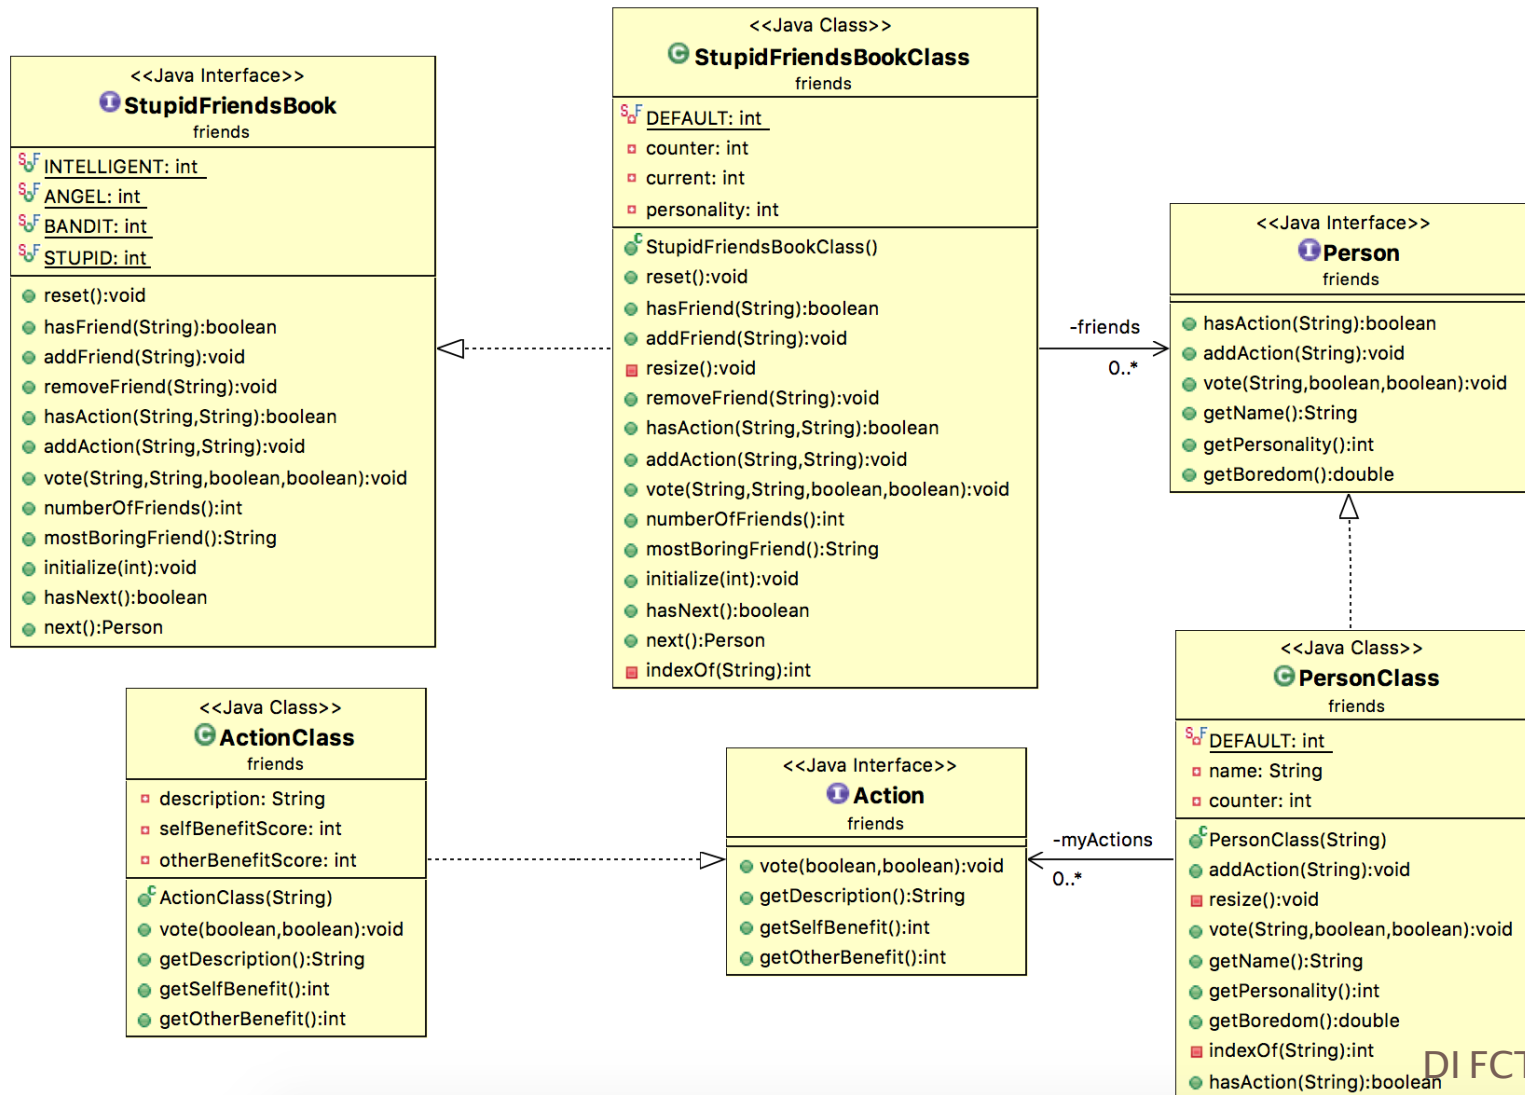 <<Java Interface>>
StupidFriendsBook
friends
INTELLIGENT: int
ANGEL: int
BANDIT: int
STUPID: int
reset():void
hasFriend(String):boolean
addFriend(String):void
removeFriend(String):void
hasAction(String,String):boolean
addAction(String,String):void
vote(String,String,boolean,boolean):void
numberOfFriends():int
mostBoringFriend():String
initialize(int):void
hasNext():boolean
next():Person
<<Java Class>>
StupidFriendsBookClass
friends
DEFAULT: int
counter: int
current: int
personality: int
StupidFriendsBookClass()
reset():void
hasFriend(String):boolean
addFriend(String):void
resize():void
removeFriend(String):void
hasAction(String,String):boolean
addAction(String,String):void
vote(String,String,boolean,boolean):void
numberOfFriends():int
mostBoringFriend():String
initialize(int):void
hasNext():boolean
next():Person
indexOf(String):int
-friends
0..*
<<Java Interface>>
Person
friends
hasAction(String):boolean
addAction(String):void
vote(String,boolean,boolean):void
getName():String
getPersonality():int
getBoredom():double
<<Java Class>>
ActionClass
friends
description: String
selfBenefitScore: int
otherBenefitScore: int
ActionClass(String)
vote(boolean,boolean):void
getDescription():String
getSelfBenefit():int
getOtherBenefit():int
<<Java Interface>>
Action
friends
vote(boolean,boolean):void
getDescription():String
getSelfBenefit():int
getOtherBenefit():int
-myActions
0..*
<<Java Class>>
PersonClass
friends
DEFAULT: int
name: String
counter: int
PersonClass(String)
addAction(String):void
resize():void
vote(String,boolean,boolean):void
getName():String
getPersonality():int
getBoredom():double
indexOf(String):int
hasAction(String):boolean
DI FCT